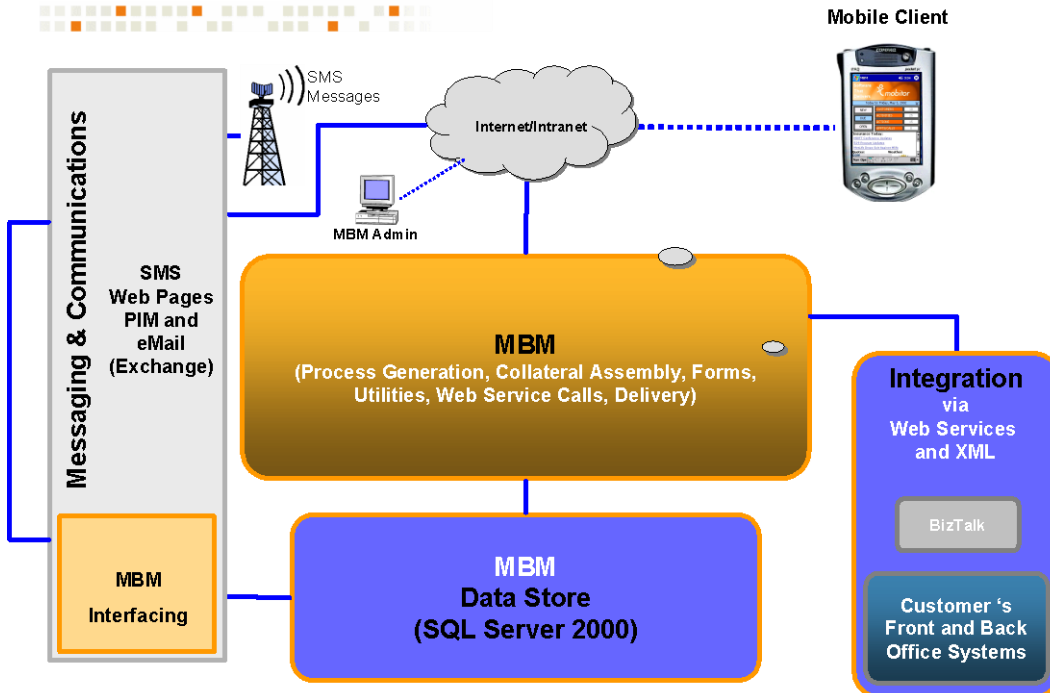 Mobile Client
SMS
Messages
Internet/Intranet
mobitor
MBM Admin
Messaging & Communications
SMS
Web Pages
PIM and
eMail
(Exchange)
MBM
(Process Generation, Collateral Assembly, Forms,
Utilities, Web Service Calls, Delivery)
Integration
via
Web Services
and XML
BizTalk
Customer ‘s
Front and Back
Office Systems
MBM
Interfacing
MBM
Data Store
(SQL Server 2000)